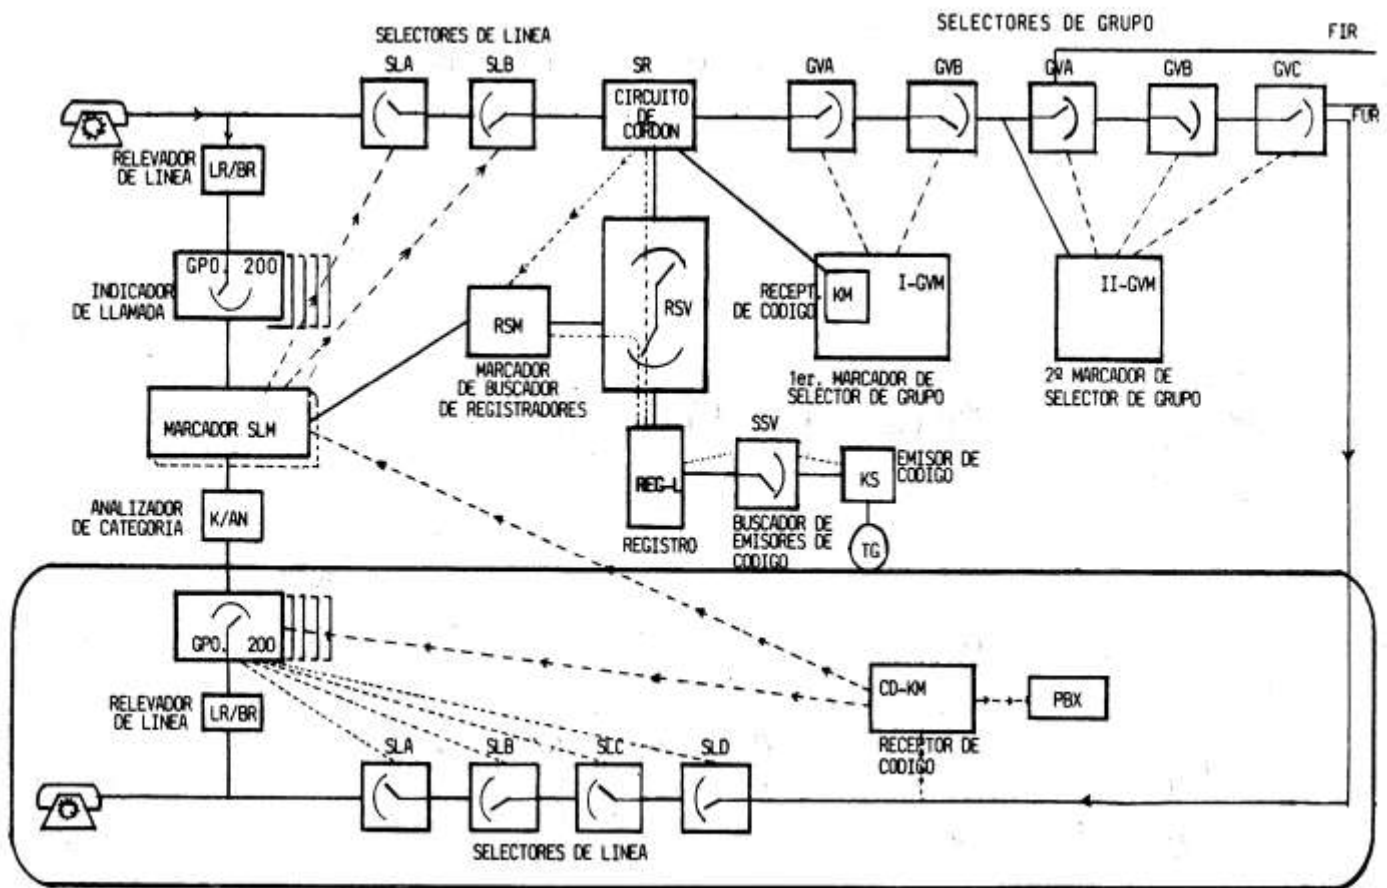 SELECTORES DE GRUPO
FIR
SELECTORES DE LINEA
SLA
SLB
SR
GVA
GVB
GVA
GVB
GVC
CIRCUITO
DE
CORDON
FUR
RELEVADOR
DE LINEA
LR/BR
GPO. 200
INDICADOR
DE LLAMADA
RSM
RSV
RECEPT.
DE CODIGO
KM
I-GVM
II-GVM
MARCADOR
DE BUSCADOR
DE REGISTRADORES
1er. MARCADOR DE
SELECTOR DE GRUPO
2º MARCADOR DE
SELECTOR DE GRUPO
MARCADOR SLM
SSV
REG-L
KS
EMISOR DE
CODIGO
ANALIZADOR
DE CATEGORIA
K/AN
REGISTRO
BUSCADOR DE
EMISORES DE
CODIGO
TG
GPO. 200
CD-KM
PBX
RELEVADOR
DE LINEA
LR/BR
RECEPTOR DE
CODIGO
SLA
SLB
SLC
SLD
SELECTORES DE LINEA